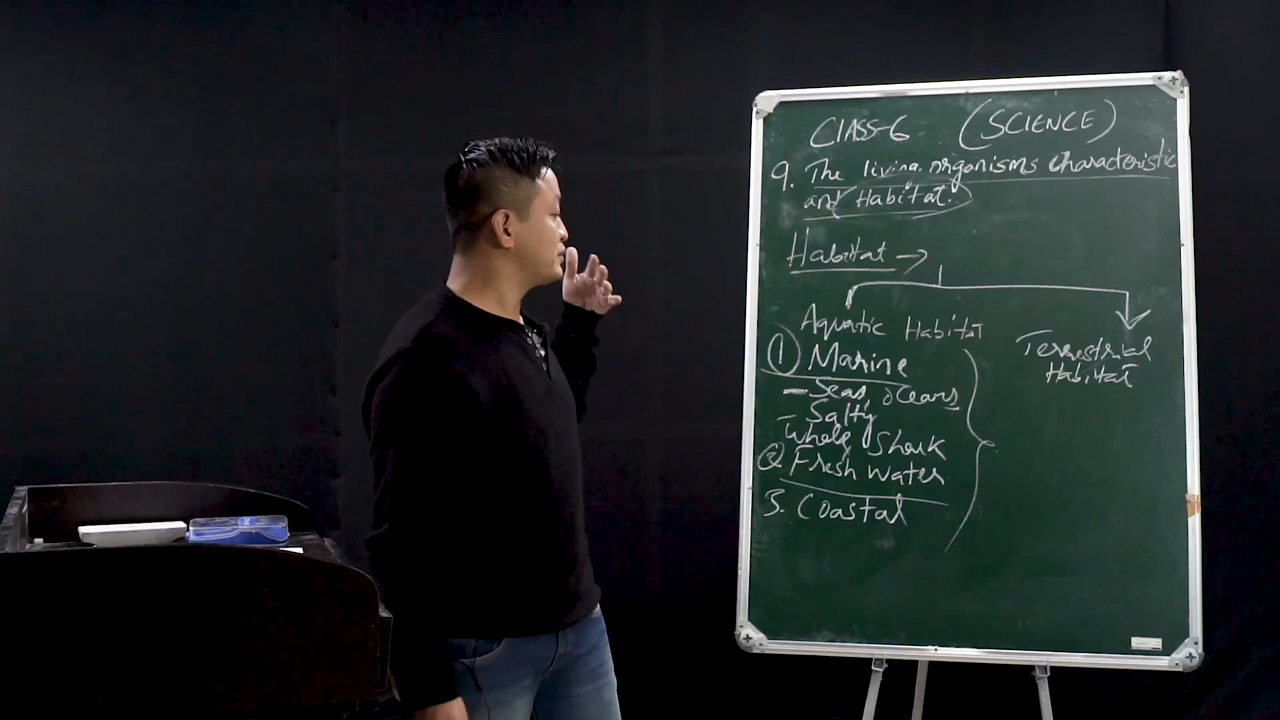 CLASS-6 (SCIENCE)
9. The living organisms characteristic
and Habitat.
Habitat →
Aquatic Habitat
Terrestrial
Habitat
① Marine
- Seas, oceans
- Salty
- Whale Shark
② Fresh water
3. Coastal